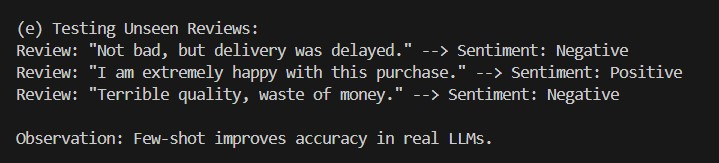 (e) Testing Unseen Reviews:
Review: "Not bad, but delivery was delayed." --> Sentiment: Negative
Review: "I am extremely happy with this purchase." --> Sentiment: Positive
Review: "Terrible quality, waste of money." --> Sentiment: Negative
Observation: Few-shot improves accuracy in real LLMs.